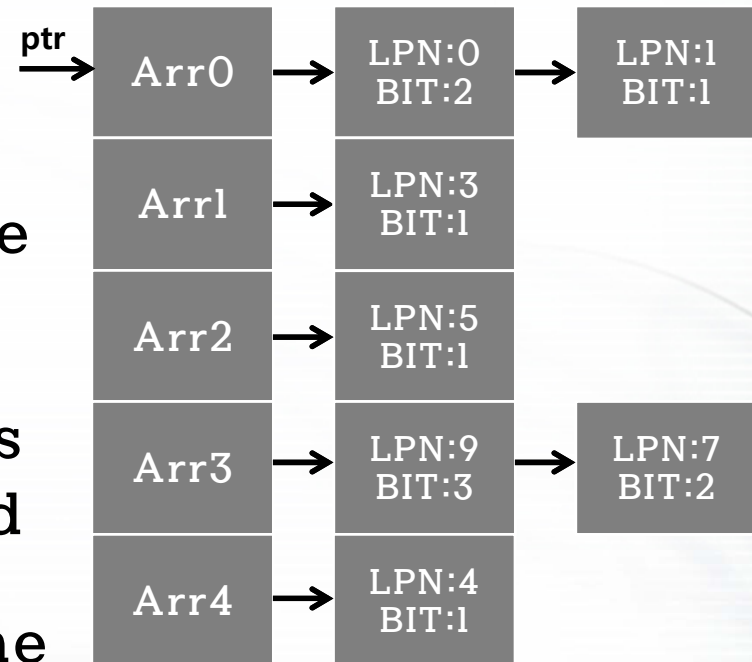 ptr
Arr0
LPN:0
BIT:2
LPN:1
BIT:1
Arr1
LPN:3
BIT:1
e
Arr2
LPN:5
BIT:1
Arr3
LPN:9
BIT:3
LPN:7
BIT:2
s
d
Arr4
LPN:4
BIT:1
ne